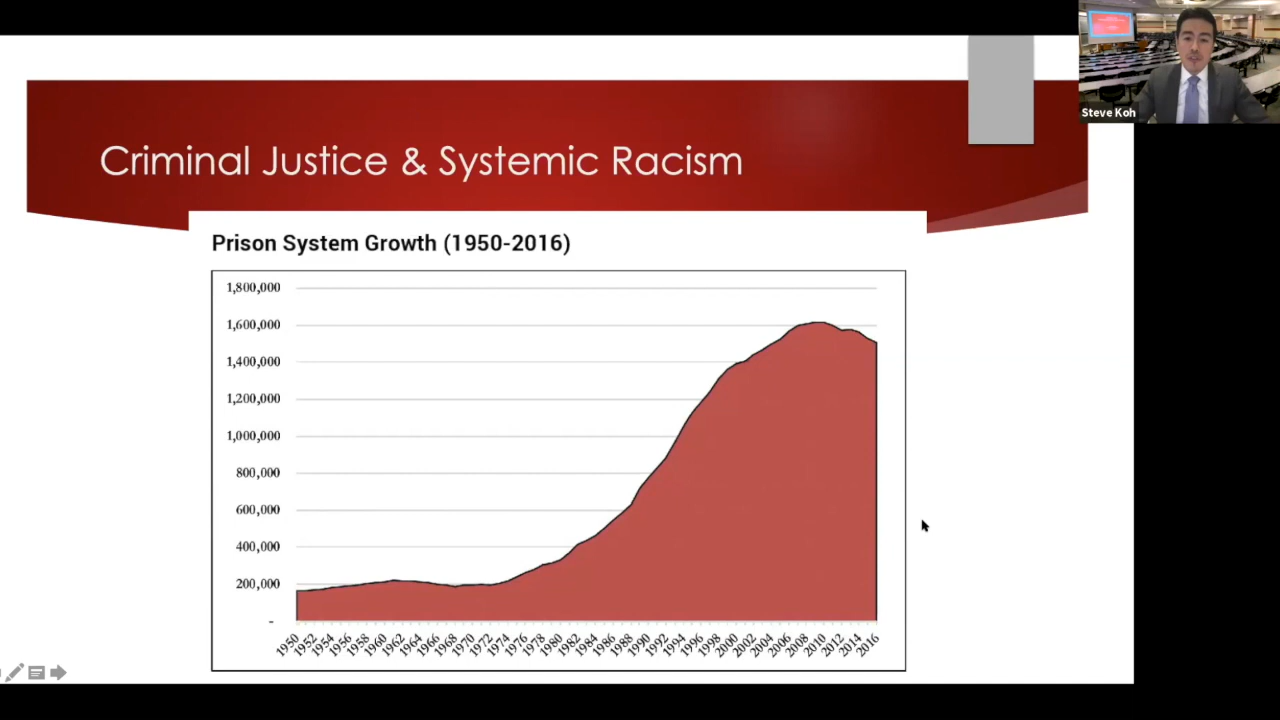 Steve Koh
Criminal Justice & Systemic Racism
Prison System Growth (1950-2016)
1,800,000
1,600,000
1,400,000
1,200,000
1,000,000
800,000
600,000
400,000
200,000
-
1950 1952 1954 1956 1958 1960 1962 1964 1966 1968 1970 1972 1974 1976 1978 1980 1982 1984 1986 1988 1990 1992 1994 1996 1998 2000 2002 2004 2006 2008 2010 2012 2014 2016